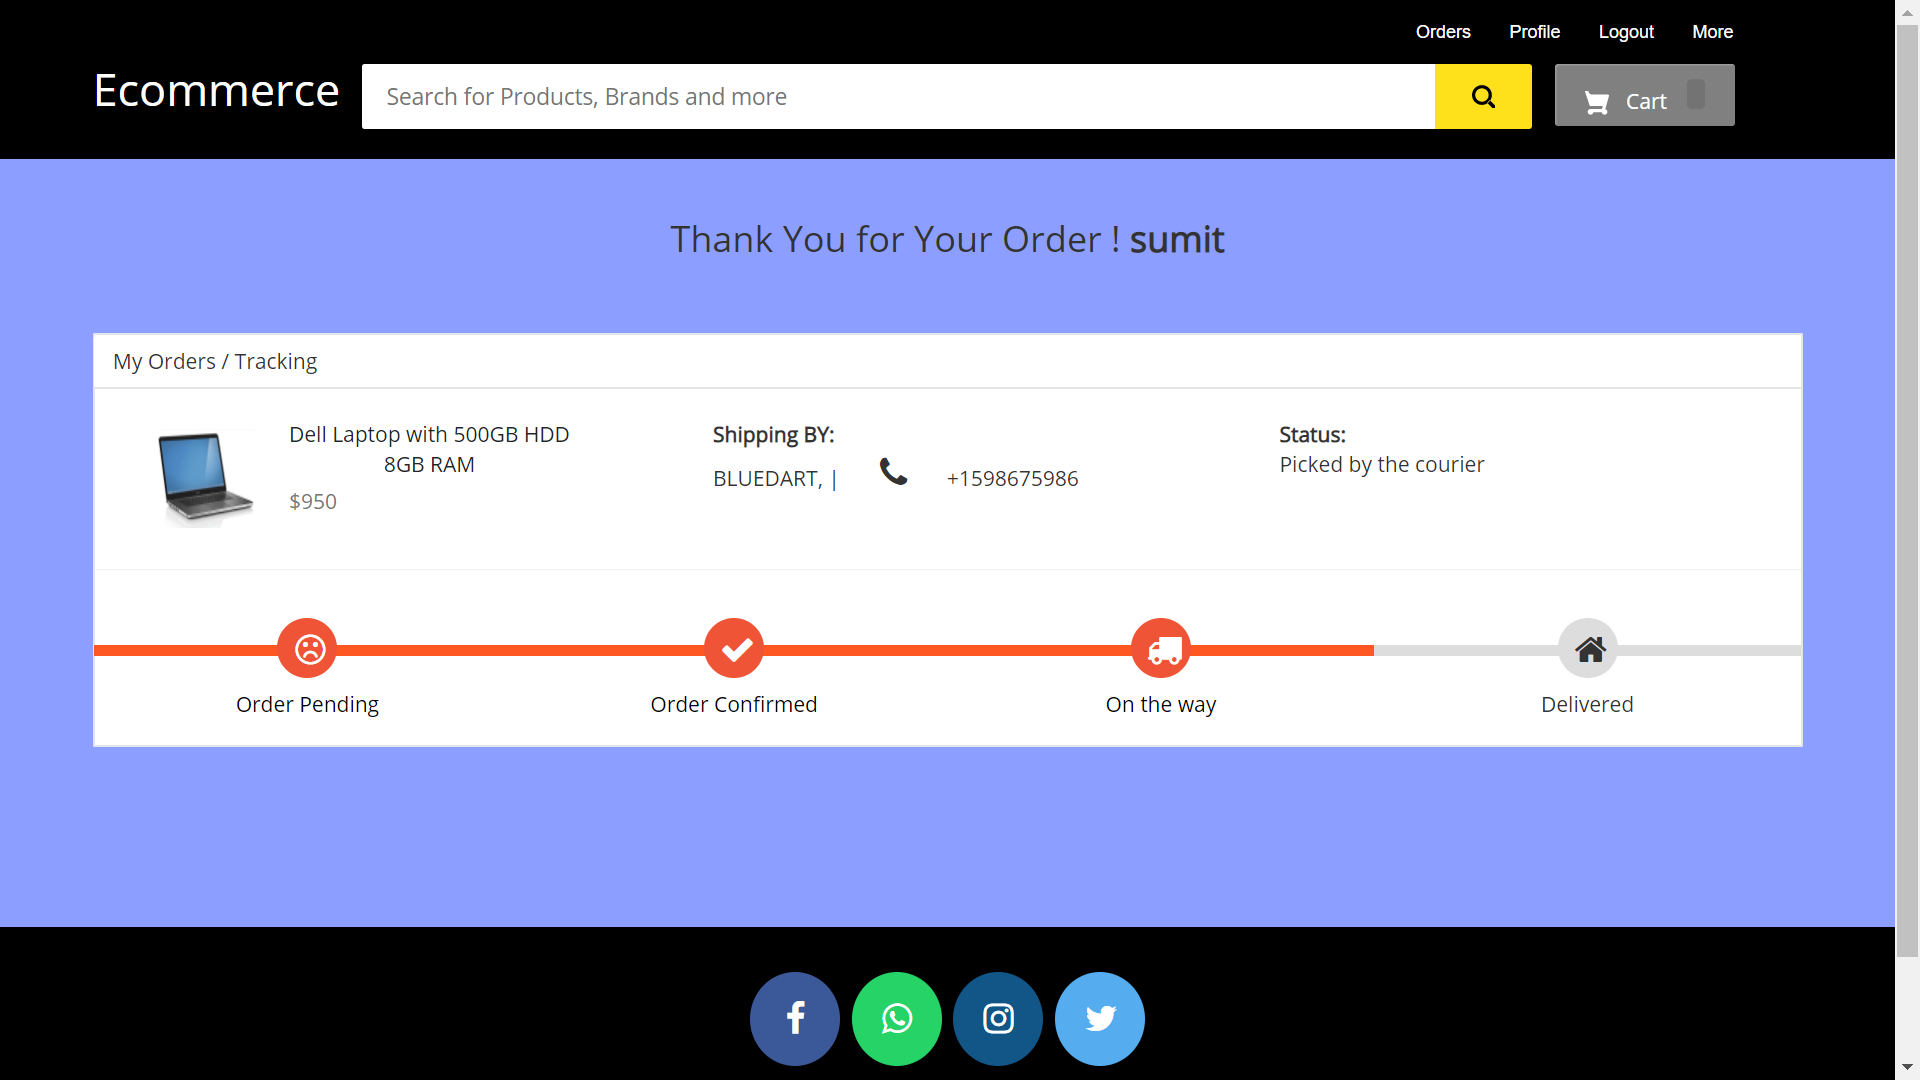 Orders Profile Logout More
Ecommerce
Search for Products, Brands and more
Cart
Thank You for Your Order ! sumit
My Orders / Tracking
Dell Laptop with 500GB HDD
8GB RAM
$950
Shipping BY:
BLUEDART, |
+1598675986
Status:
Picked by the courier
Order Pending
Order Confirmed
On the way
Delivered